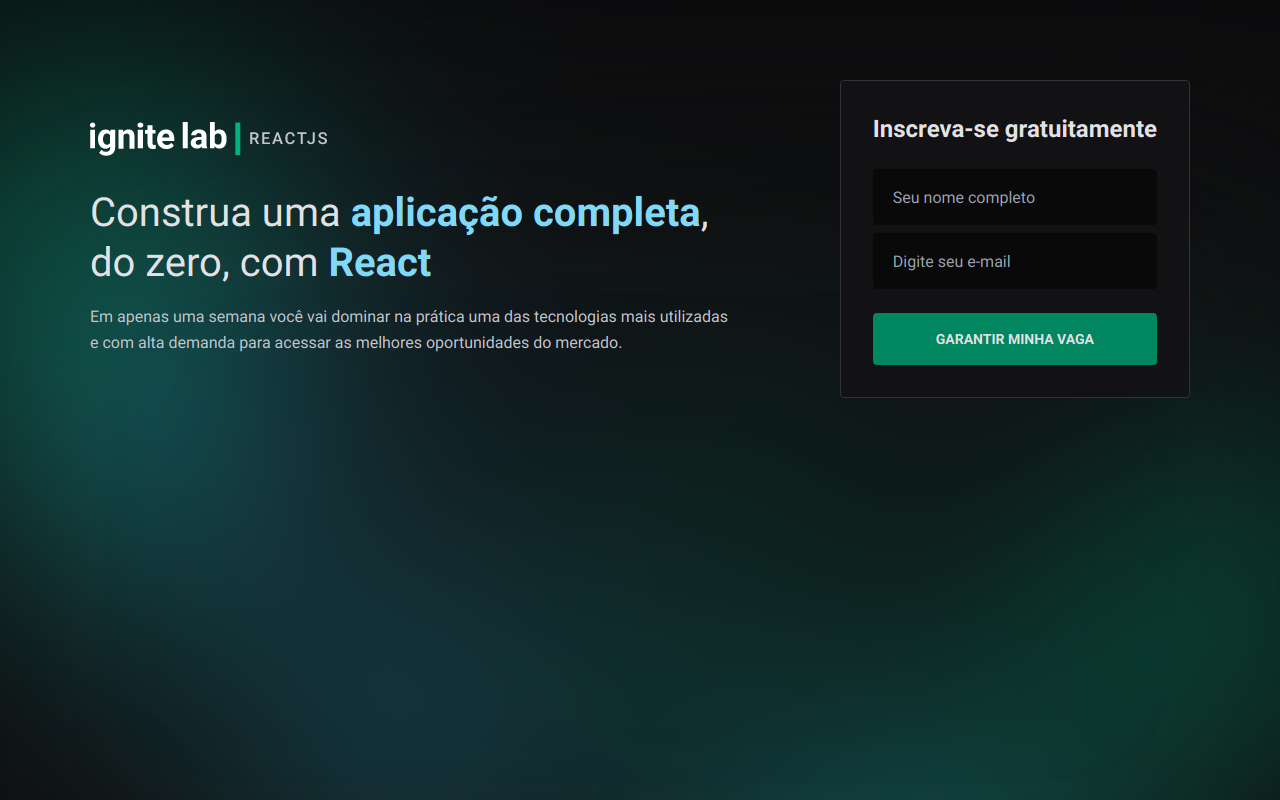 ignite lab | REACTJS
Construa uma aplicação completa,
do zero, com React
Em apenas uma semana você vai dominar na prática uma das tecnologias mais utilizadas
e com alta demanda para acessar as melhores oportunidades do mercado.
Inscreva-se gratuitamente
Seu nome completo
Digite seu e-mail
GARANTIR MINHA VAGA